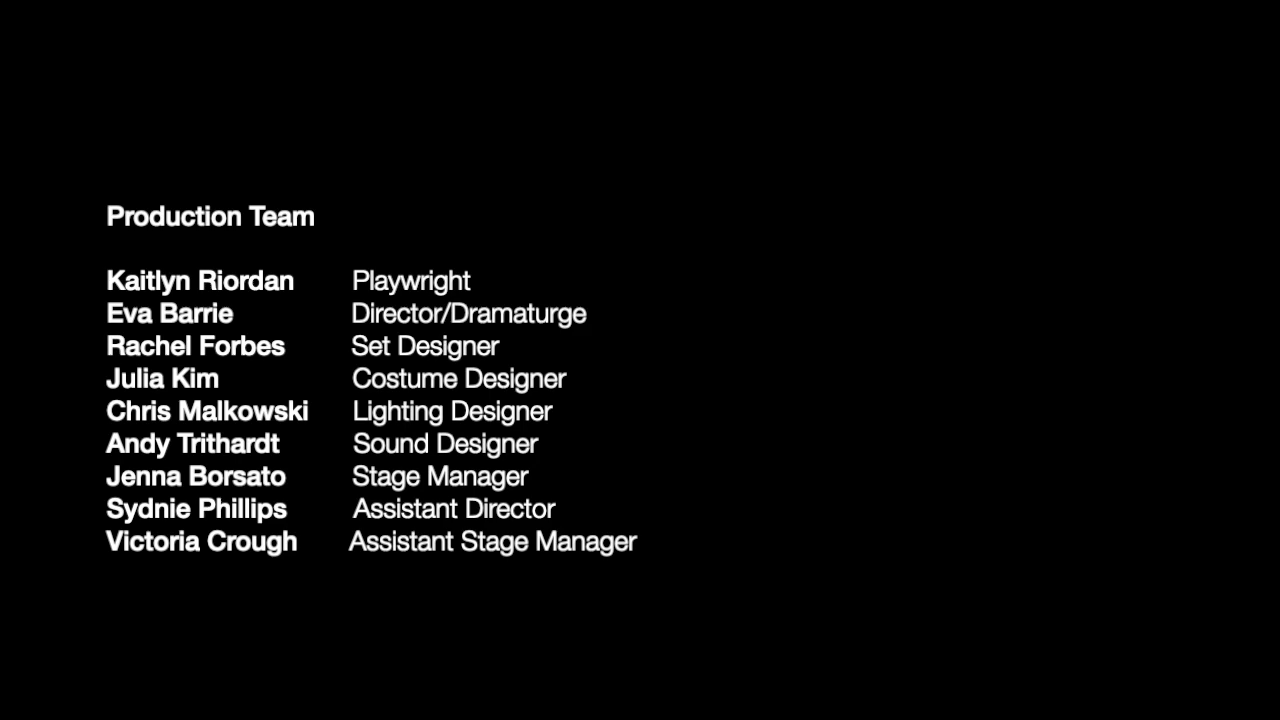 Production Team
Kaitlyn Riordan Playwright
Eva Barrie Director/Dramaturge
Rachel Forbes Set Designer
Julia Kim Costume Designer
Chris Malkowski Lighting Designer
Andy Trithardt Sound Designer
Jenna Borsato Stage Manager
Sydnie Phillips Assistant Director
Victoria Crough Assistant Stage Manager